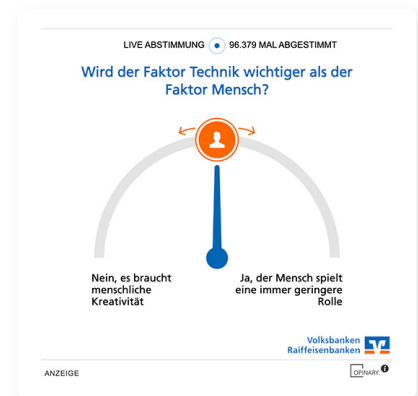 LIVE ABSTIMMUNG 96.379 MAL ABGESTIMMT
Wird der Faktor Technik wichtiger als der
Faktor Mensch?
Nein, es braucht
menschliche
Kreativität
Ja, der Mensch spielt
eine immer geringere
Rolle
Volksbanken
Raiffeisenbanken
ANZEIGE
OPINARY.